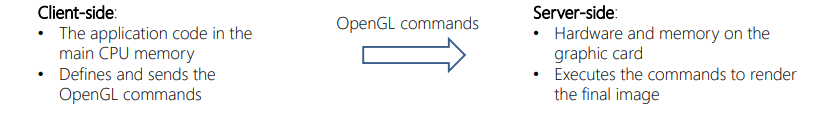 Client-side:
• The application code in the
main CPU memory
• Defines and sends the
OpenGL commands
OpenGL commands
Server-side:
• Hardware and memory on the
graphic card
• Executes the commands to render
the final image